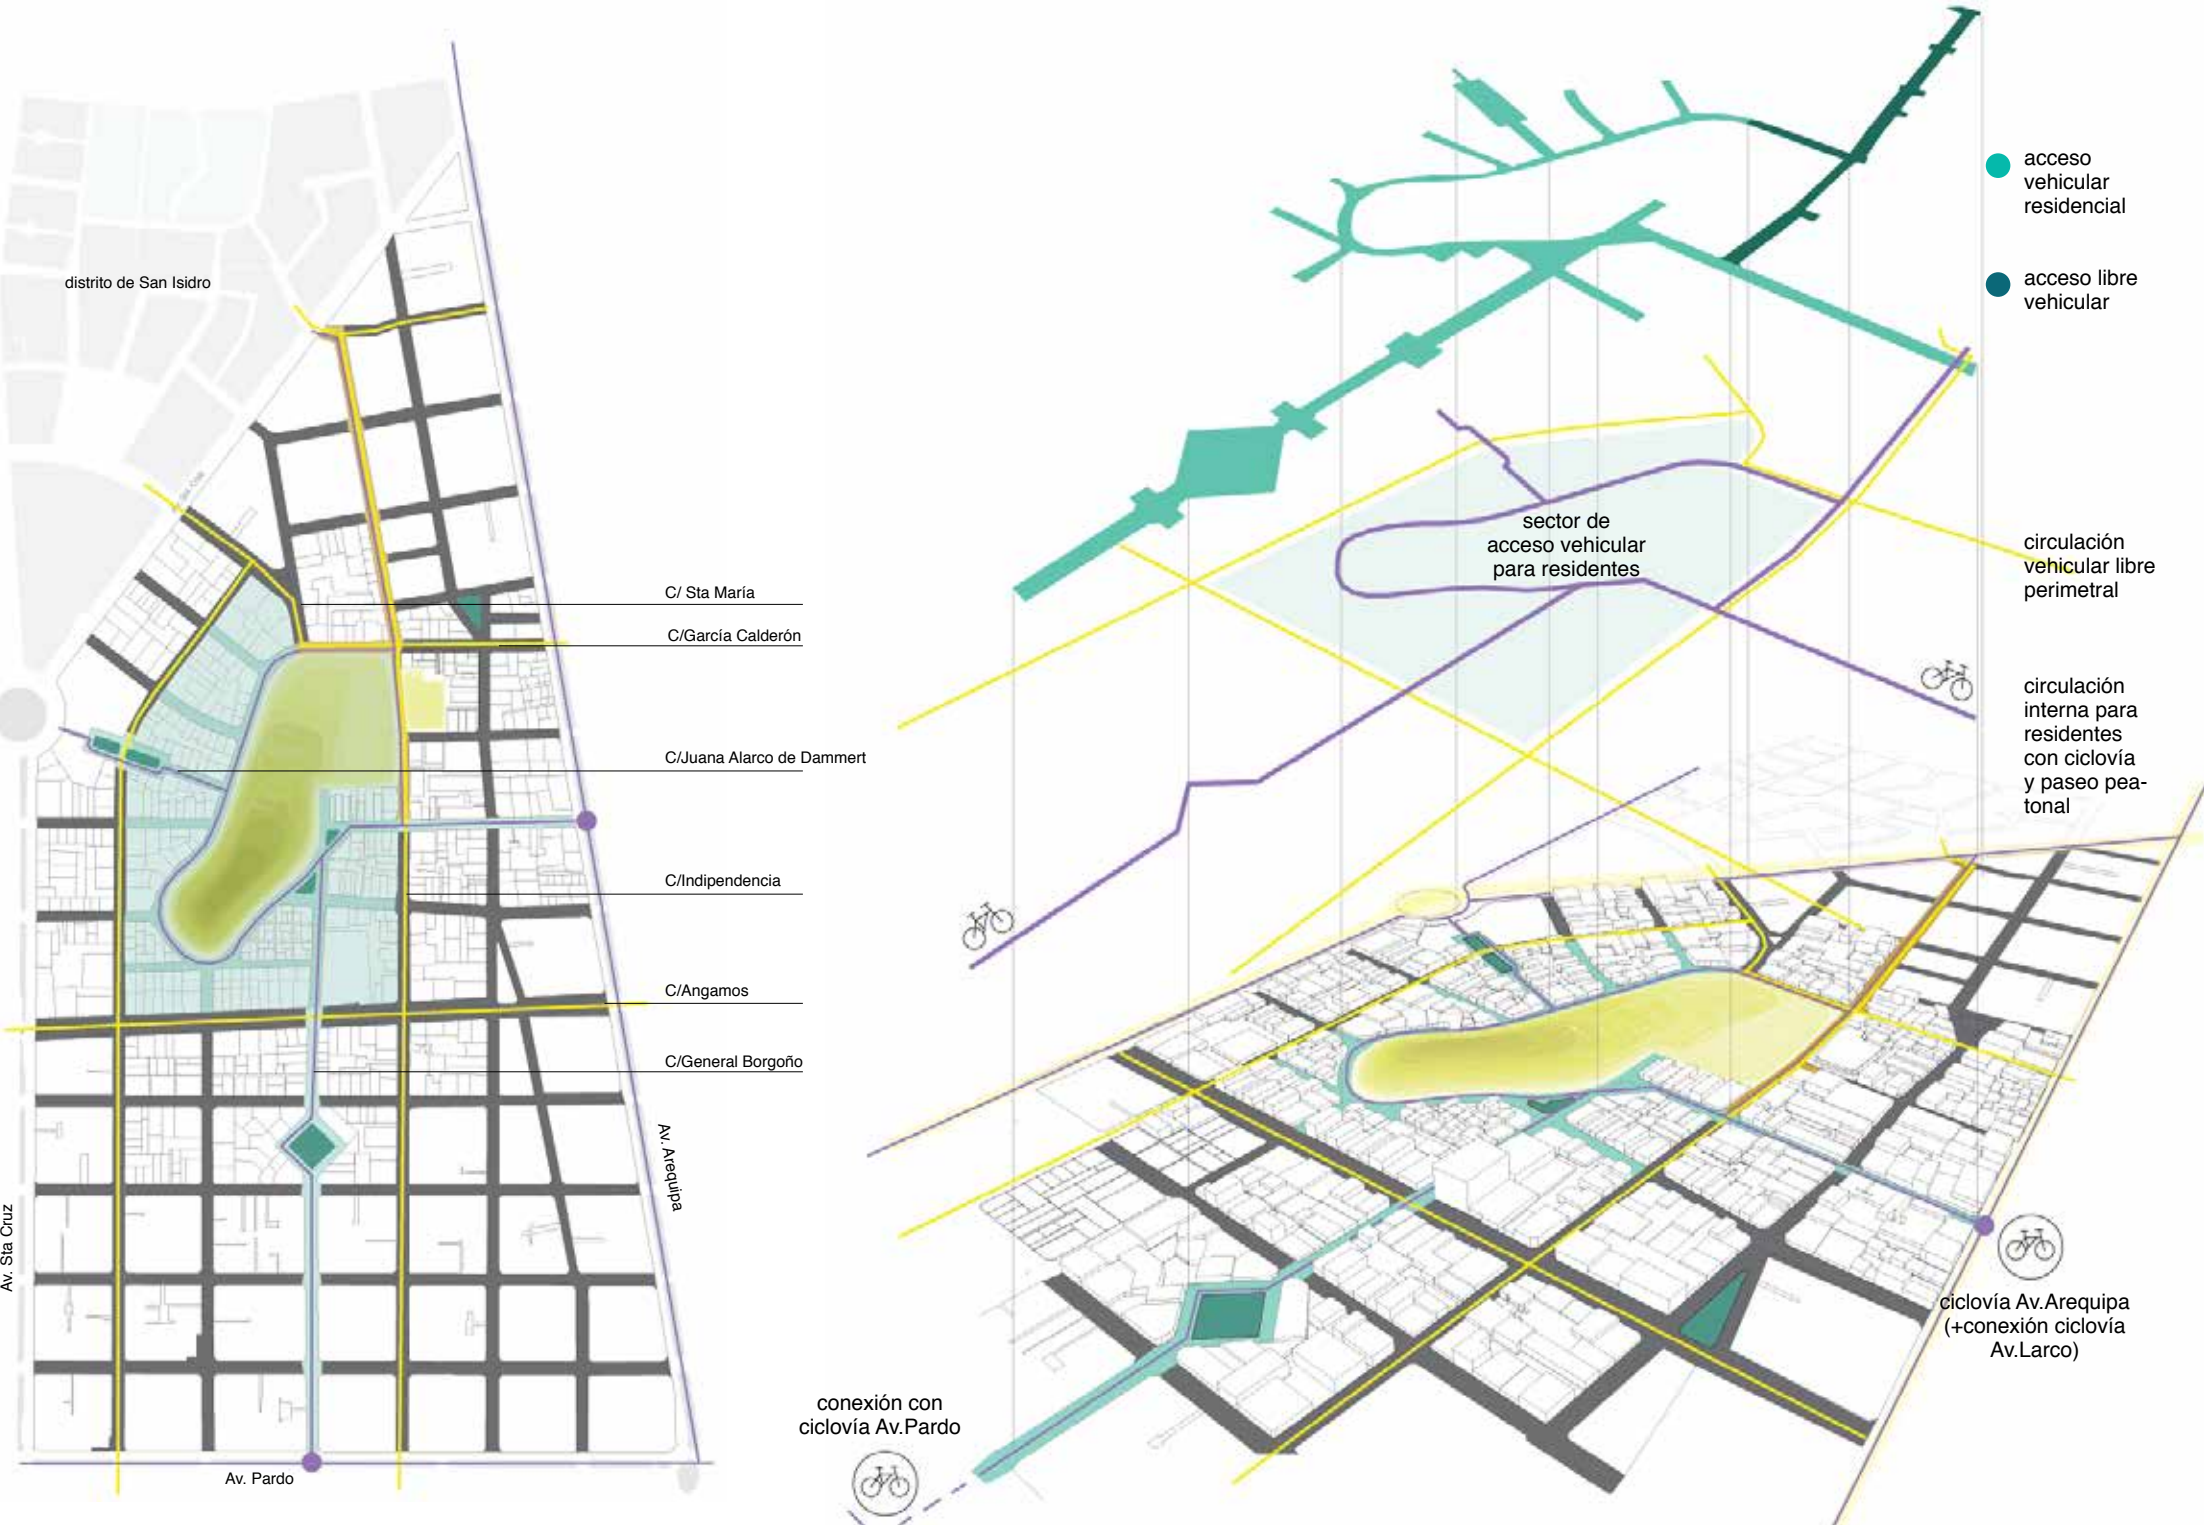 distrito de San Isidro
C/ Sta María
C/García Calderón
C/Juana Alarco de Dammert
C/Indipendencia
C/Angamos
C/General Borgoño
Av. Arequipa
Av. Sta Cruz
Av. Pardo
acceso
vehicular
residencial
acceso libre
vehicular
sector de
acceso vehicular
para residentes
circulación
vehicular libre
perimetral
circulación
interna para
residentes
con ciclovía
y paseo pea-
tonal
ciclovía Av.Arequipa
(+conexión ciclovía
Av.Larco)
conexión con
ciclovía Av.Pardo